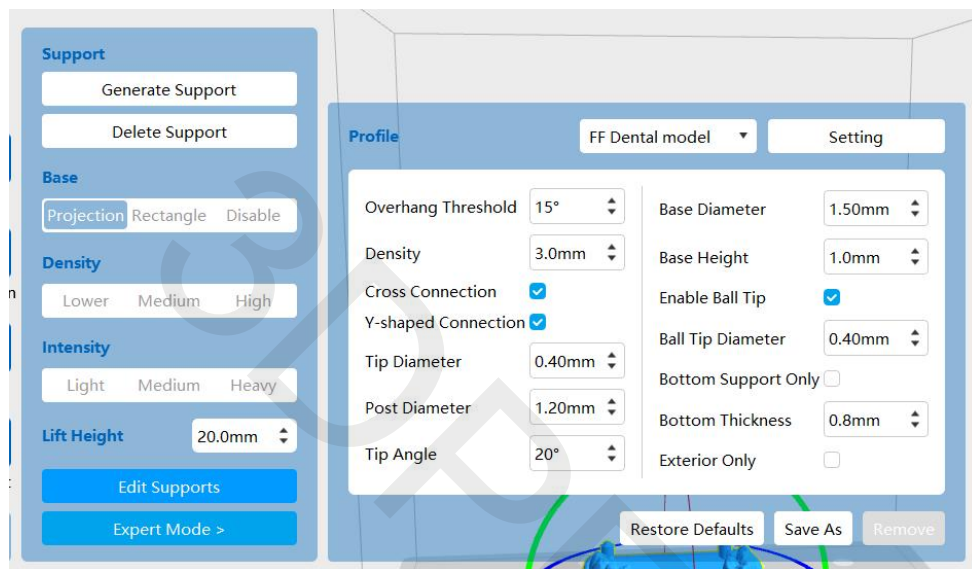 Support
Generate Support
Delete Support
Base
Projection Rectangle Disable
Density
Lower Medium High
Intensity
Light Medium Heavy
Lift Height 20.0mm
Edit Supports
Expert Mode >
Profile FF Dental model Setting
Overhang Threshold 15°
Density 3.0mm
Cross Connection
Y-shaped Connection
Tip Diameter 0.40mm
Post Diameter 1.20mm
Tip Angle 20°
Base Diameter 1.50mm
Base Height 1.0mm
Enable Ball Tip
Ball Tip Diameter 0.40mm
Bottom Support Only
Bottom Thickness 0.8mm
Exterior Only
Restore Defaults Save As Remove